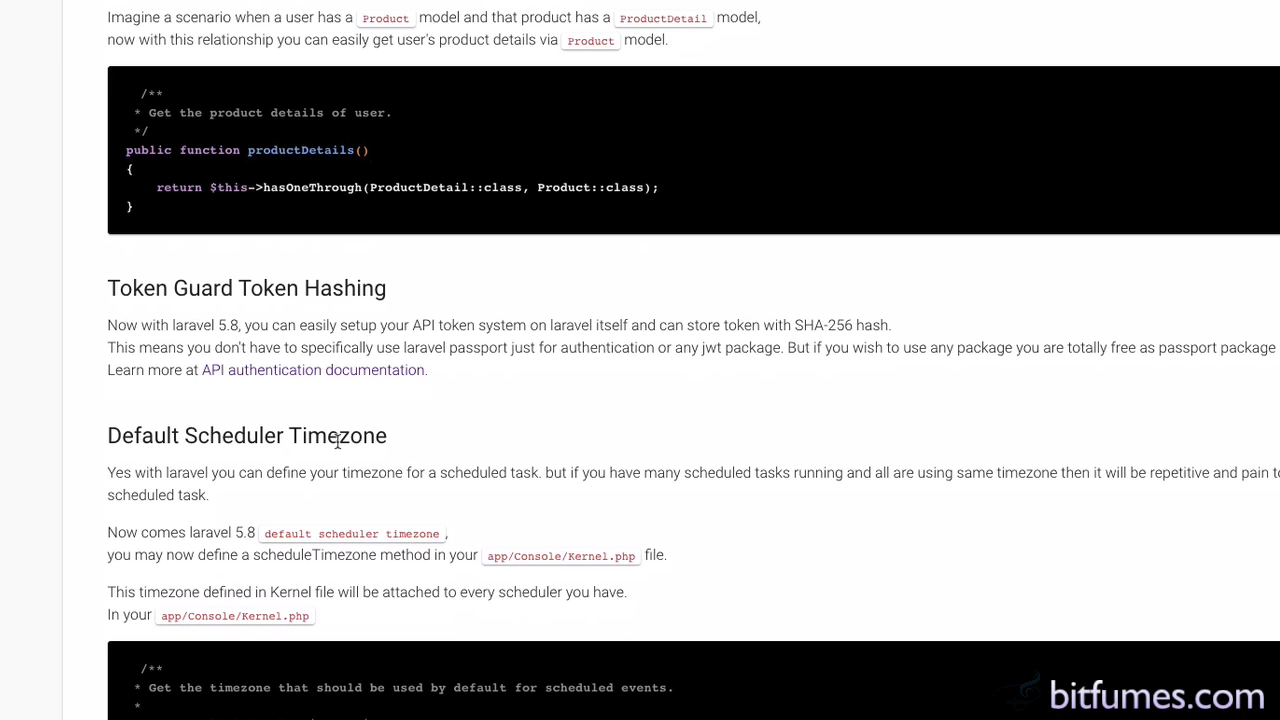 Imagine a scenario when a user has a Product model and that product has a ProductDetail model,
now with this relationship you can easily get user's product details via Product model.
/**
* Get the product details of user.
*/
public function productDetails()
{
return $this->hasOneThrough(ProductDetail::class, Product::class);
}
Token Guard Token Hashing
Now with laravel 5.8, you can easily setup your API token system on laravel itself and can store token with SHA-256 hash.
This means you don't have to specifically use laravel passport just for authentication or any jwt package. But if you wish to use any package you are totally free as passport package
Learn more at API authentication documentation.
Default Scheduler Timezone
Yes with laravel you can define your timezone for a scheduled task. but if you have many scheduled tasks running and all are using same timezone then it will be repetitive and pain to
scheduled task.
Now comes laravel 5.8 default scheduler timezone ,
you may now define a scheduleTimezone method in your app/Console/Kernel.php file.
This timezone defined in Kernel file will be attached to every scheduler you have.
In your app/Console/Kernel.php
/**
* Get the timezone that should be used by default for scheduled events.
*
bitfumes.com